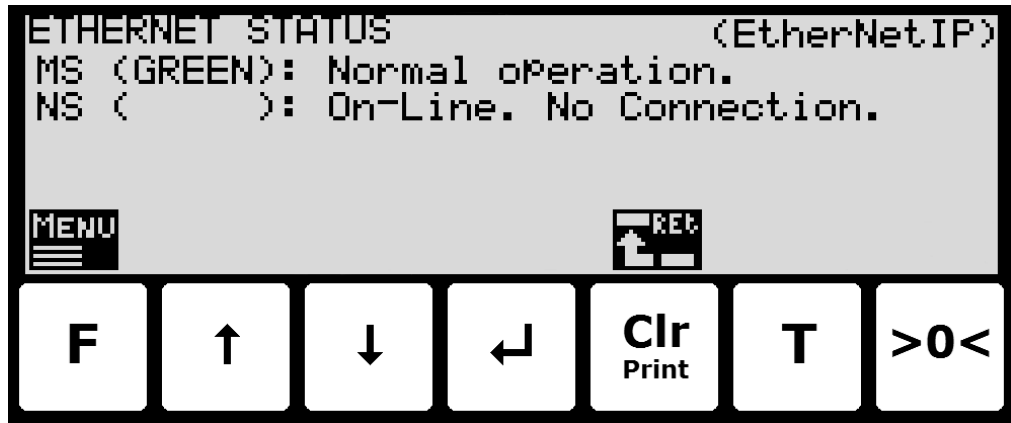 ETHERNET STATUS (EtherNetIP)
MS (GREEN): Normal operation.
NS ( ): On-Line. No Connection.
MENU REt
F ↑ ↓ ↵ Clr T >0<
Print